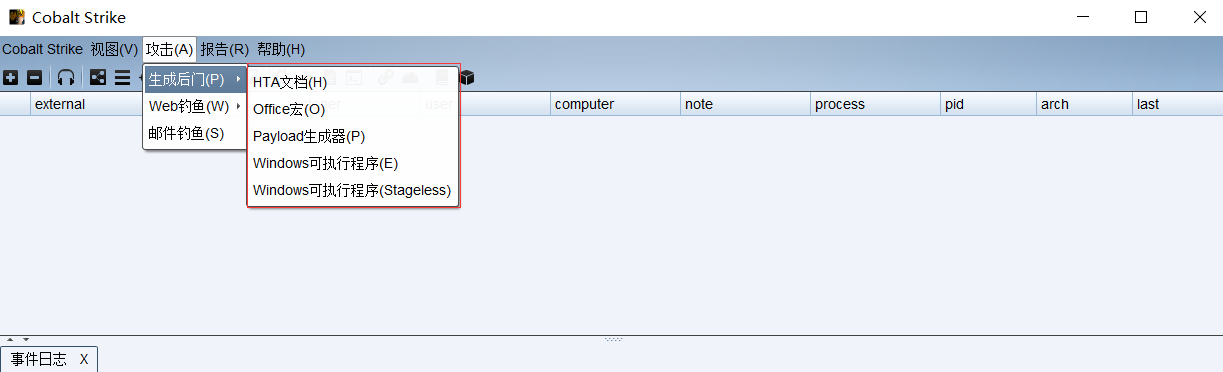 Cobalt Strike
Cobalt Strike 视图(V) 攻击(A) 报告(R) 帮助(H)
生成后门(P)
Web钓鱼(W)
邮件钓鱼(S)
HTA文档(H)
Office宏(O)
Payload生成器(P)
Windows可执行程序(E)
Windows可执行程序(Stageless)
external user computer note process pid arch last
事件日志 X